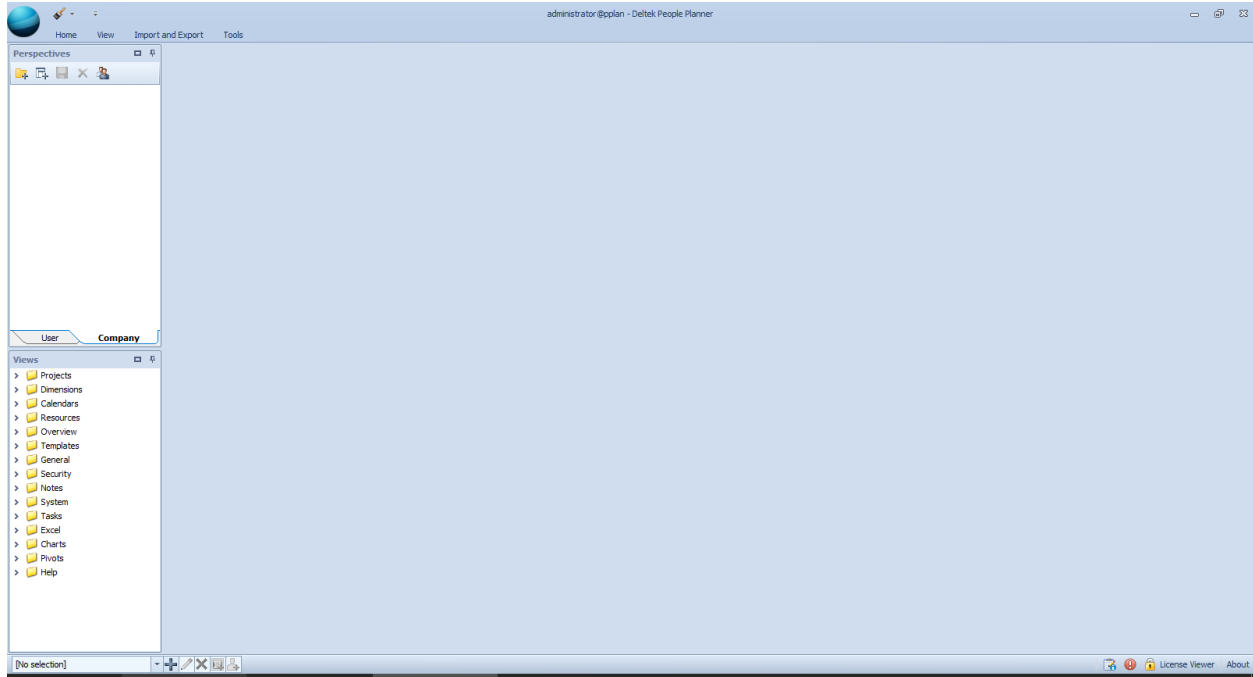 administrator@pplan - Deltek People Planner
Home View Import and Export Tools
Perspectives
User Company
Views
Projects
Dimensions
Calendars
Resources
Overview
Templates
General
Security
Notes
System
Tasks
Excel
Charts
Pivots
Help
[No selection] License Viewer About